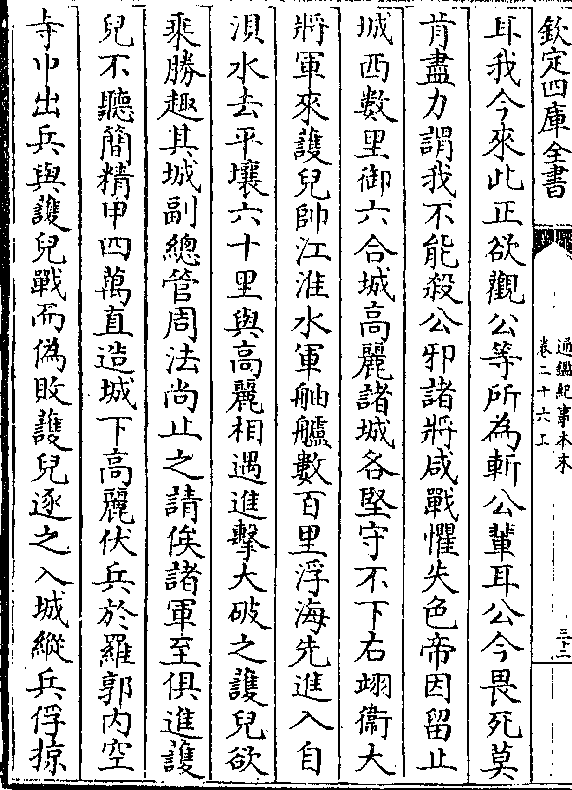 欽定四庫全書
通鑑紀事本末
卷二十六上
三十二
耳我今來此正欲觀公等所為斬公輩耳公今畏死莫
肯盡力謂我不能殺公邪諸將咸戰懼失色帝因留止
城西數里御六合城高麗諸城各堅守不下右翊衞大
將軍來護兒帥江淮水軍舳艫數百里浮海先進入自
浿水去平壤六十里與高麗相遇進擊大破之護兒欲
乘勝趣其城副總管周法尚止之請俟諸軍至俱進護
兒不聽簡精甲四萬直造城下高麗伏兵於羅郭内空
寺中出兵與護兒戰而偽敗護兒逐之入城縱兵俘掠